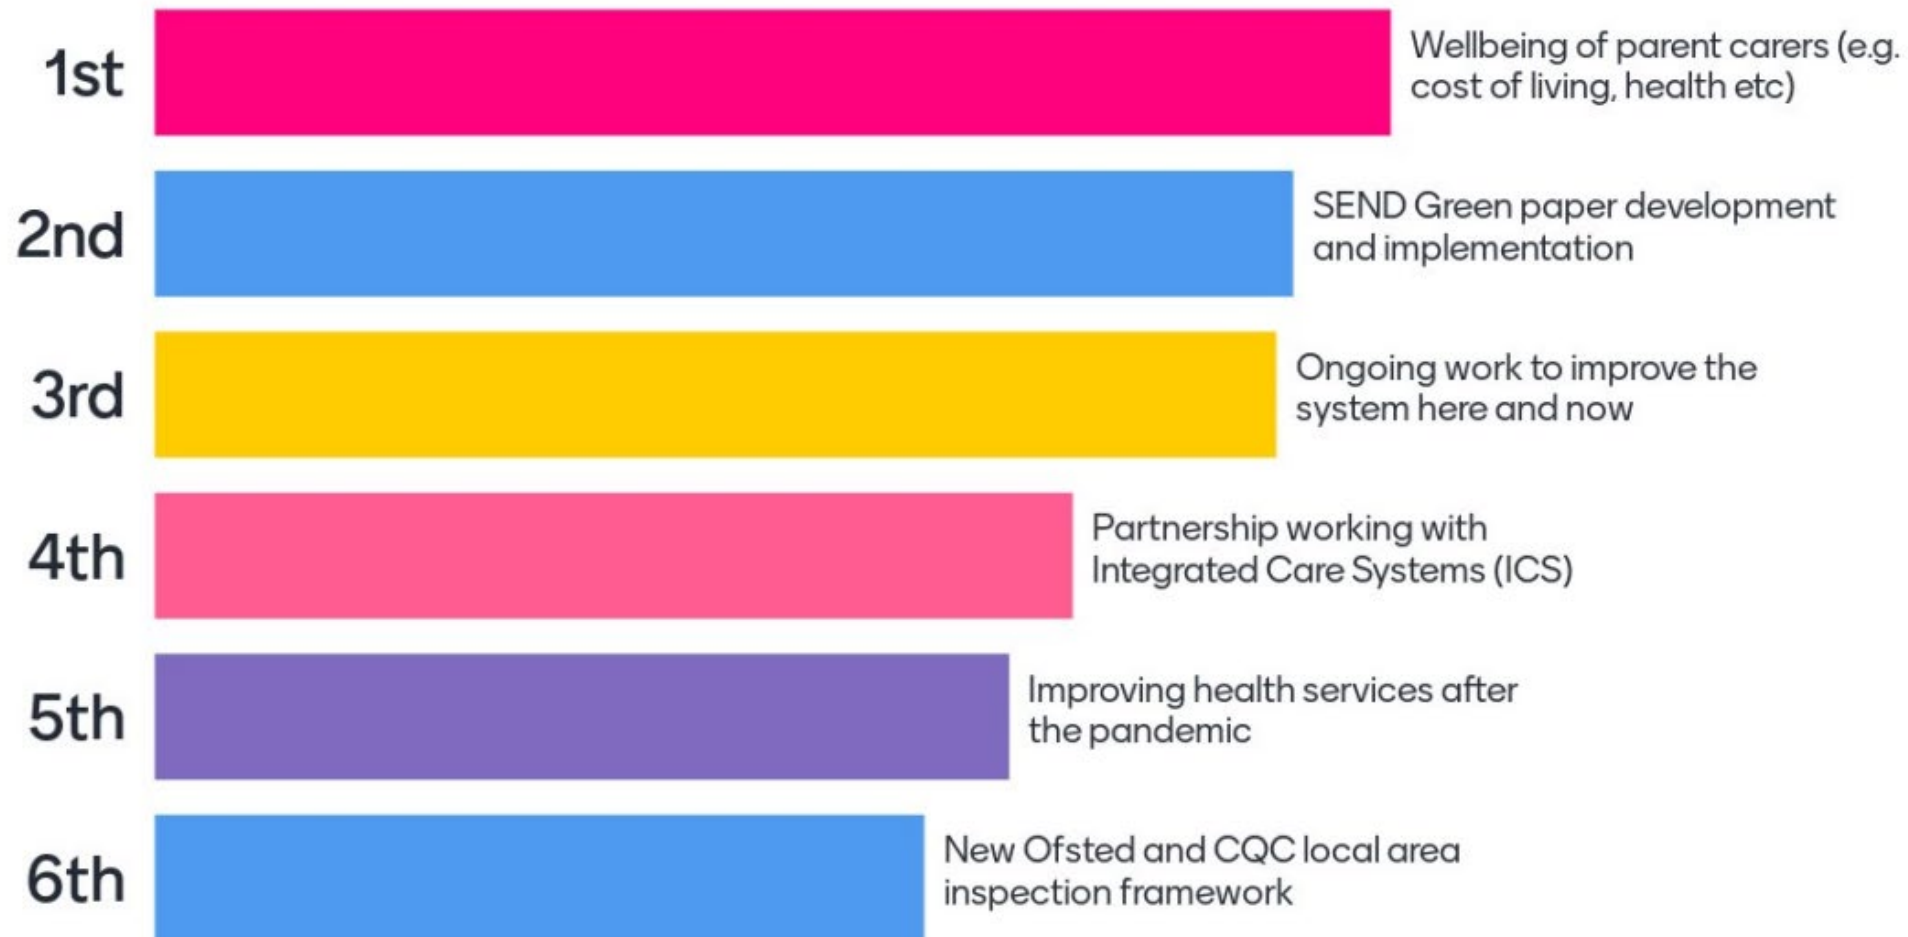 1st
Wellbeing of parent carers (e.g.
cost of living, health etc)
2nd
SEND Green paper development
and implementation
3rd
Ongoing work to improve the
system here and now
4th
Partnership working with
Integrated Care Systems (ICS)
5th
Improving health services after
the pandemic
6th
New Ofsted and CQC local area
inspection framework